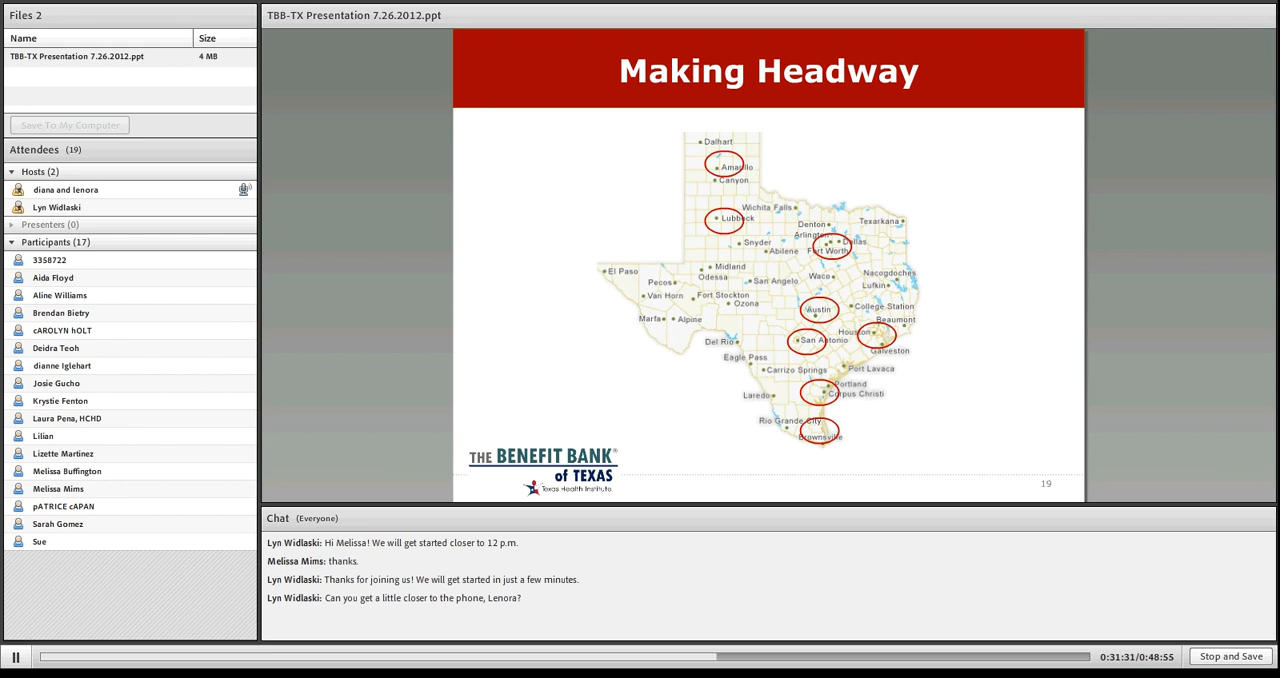 Files 2
Name Size
TBB-TX Presentation 7.26.2012.ppt 4 MB
Save To My Computer
Attendees (19)
Hosts (2)
diana and lenora
Lyn Widlaski
Presenters (0)
Participants (17)
3358722
Aida Floyd
Aline Williams
Brendan Bietry
cAROLYN hOLT
Deidra Teoh
dianne Iglehart
Josie Gucho
Krystie Fenton
Laura Pena, HCHD
Lilian
Lizette Martinez
Melissa Buffington
Melissa Mims
pATRICE cAPAN
Sarah Gomez
Sue
TBB-TX Presentation 7.26.2012.ppt
Making Headway
Dalhart
Amarillo
Canyon
Lubbock
Wichita Falls
Denton
Texarkana
Arlington
Dallas
Snyder
Abilene
Fort Worth
El Paso
Midland
Odessa
Pecos
San Angelo
Waco
Nacogdoches
Lufkin
Van Horn
Fort Stockton
Ozona
Austin
College Station
Marfa
Alpine
Beaumont
Houston
Del Rio
San Antonio
Galveston
Eagle Pass
Carrizo Springs
Port Lavaca
Portland
Laredo
Corpus Christi
Rio Grande City
Brownsville
THE BENEFIT BANK®
of TEXAS
Texas Health Institute
19
Chat (Everyone)
Lyn Widlaski: Hi Melissa! We will get started closer to 12 p.m.
Melissa Mims: thanks.
Lyn Widlaski: Thanks for joining us! We will get started in just a few minutes.
Lyn Widlaski: Can you get a little closer to the phone, Lenora?
0:31:31/0:48:55
Stop and Save